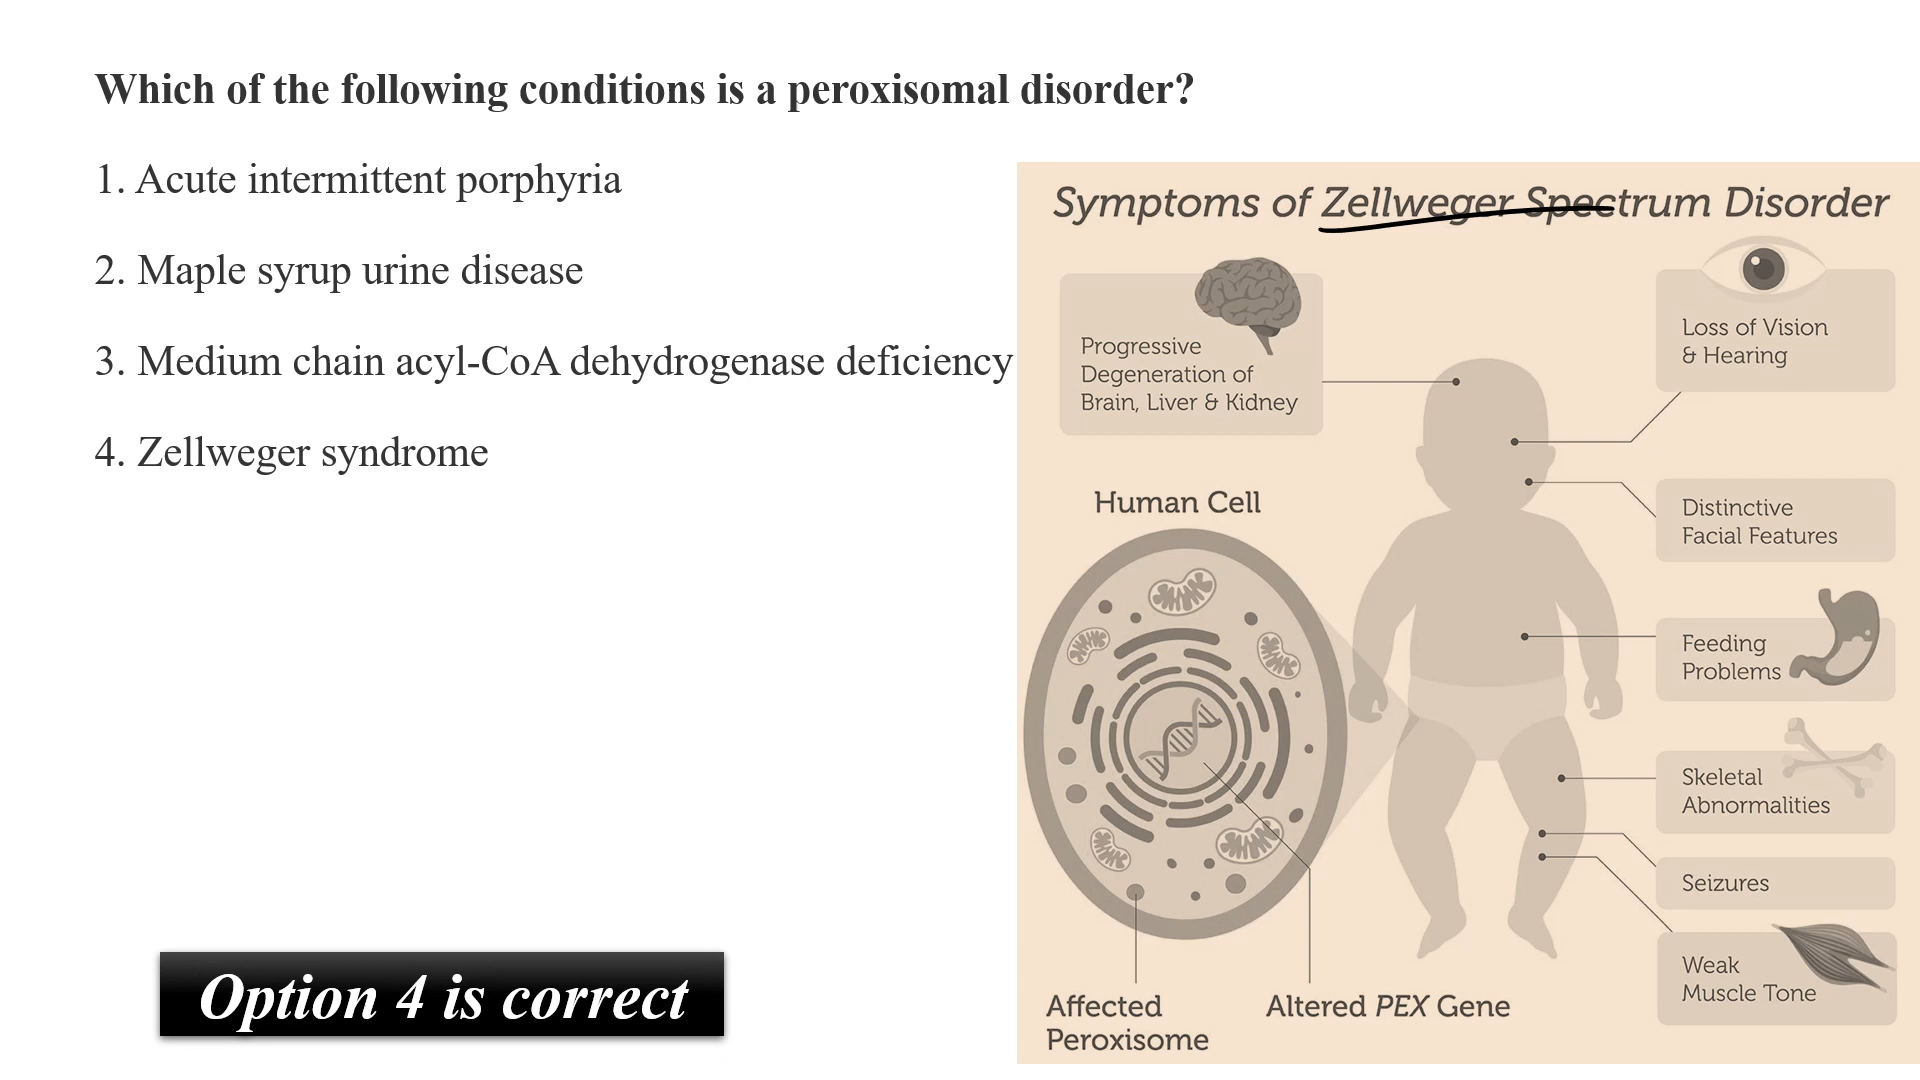 Which of the following conditions is a peroxisomal disorder?
1. Acute intermittent porphyria
2. Maple syrup urine disease
3. Medium chain acyl-CoA dehydrogenase deficiency
4. Zellweger syndrome
Option 4 is correct
Symptoms of Zellweger Spectrum Disorder
Progressive
Degeneration of
Brain, Liver & Kidney
Loss of Vision
& Hearing
Distinctive
Facial Features
Human Cell
Feeding
Problems
Skeletal
Abnormalities
Seizures
Weak
Muscle Tone
Affected
Peroxisome
Altered PEX Gene